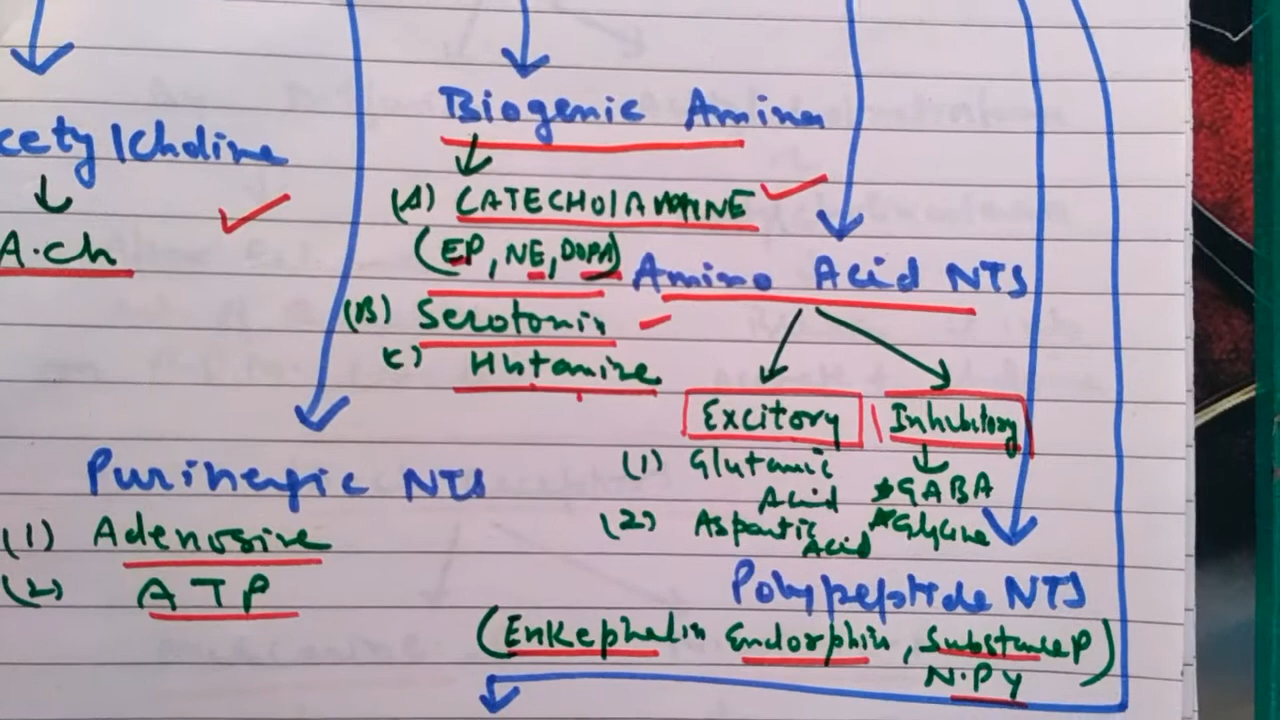 cetylcholine
A.ch
Biogenic Amines
(A) CATECHOlAMINE
(EP, NE, DOPA)
(B) Serotonin
c) Histamine
Amino Acid NTS
Excitory
(1) Glutamic
Acid
(2) Aspartic
Acid
Inhibitory
*GABA
*Glycine
Purinergic NTS
(1) Adenosine
(2) ATP
Polypeptide NTS
(Enkephalin Endorphin, Substance P)
N.PY